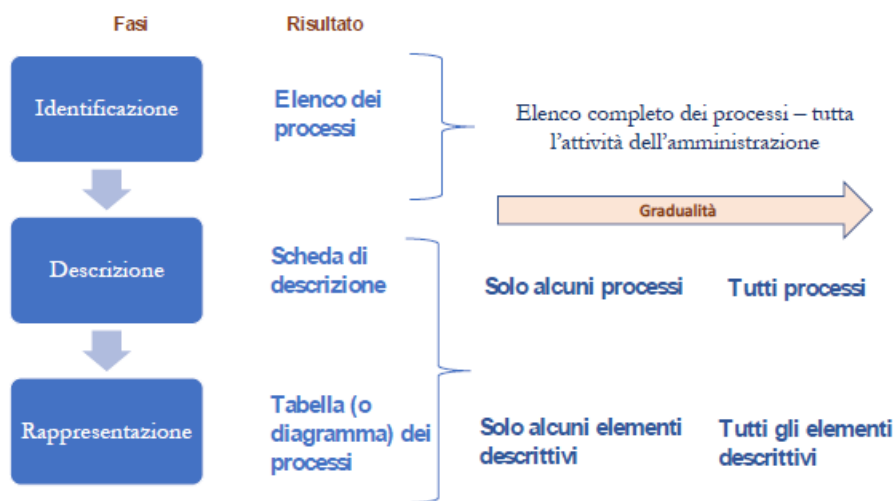 Fasi
Risultato
Identificazione
Elenco dei
processi
Elenco completo dei processi – tutta
l'attività dell'amministrazione
Gradualità
Descrizione
Scheda di
descrizione
Solo alcuni processi
Tutti processi
Rappresentazione
Tabella (o
diagramma) dei
processi
Solo alcuni elementi
descrittivi
Tutti gli elementi
descrittivi